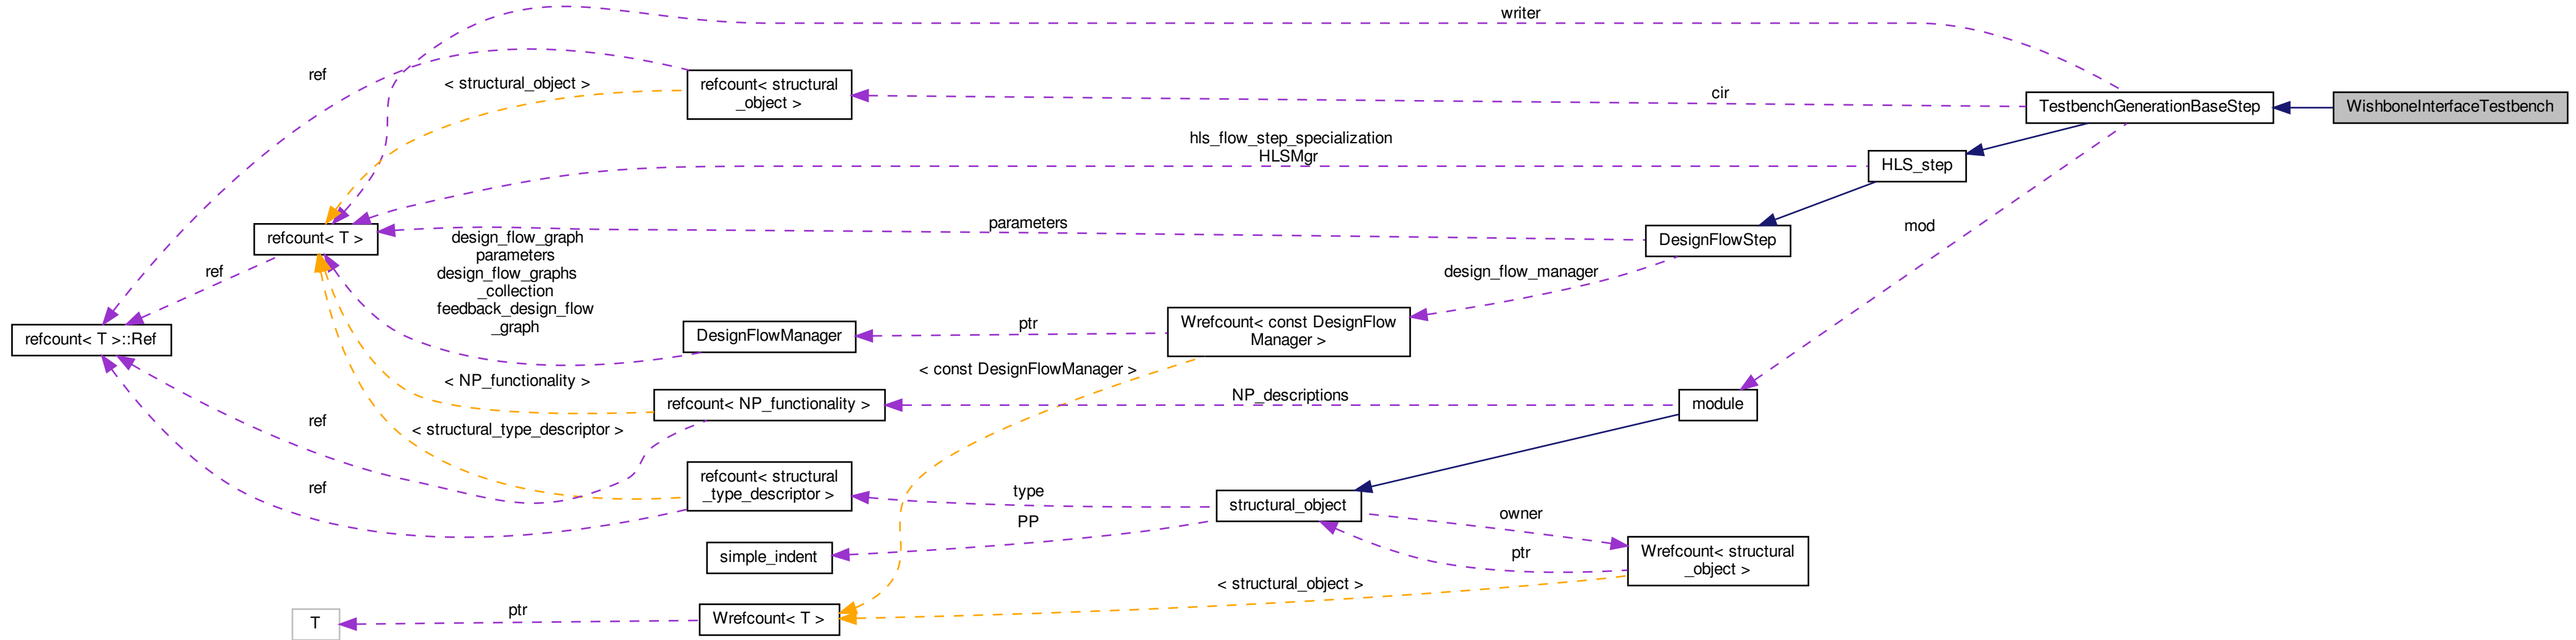 writer
ref
< structural_object >
refcount< structural
_object >
cir
TestbenchGenerationBaseStep
WishboneInterfaceTestbench
hls_flow_step_specialization
HLSMgr
HLS_step
refcount< T >
parameters
DesignFlowStep
mod
design_flow_graph
parameters
design_flow_graphs
_collection
feedback_design_flow
_graph
ref
design_flow_manager
refcount< T >::Ref
DesignFlowManager
ptr
Wrefcount< const DesignFlow
Manager >
< const DesignFlowManager >
< NP_functionality >
refcount< NP_functionality >
NP_descriptions
module
ref
< structural_type_descriptor >
ref
refcount< structural
_type_descriptor >
type
structural_object
PP
owner
simple_indent
ptr
Wrefcount< structural
_object >
< structural_object >
T
ptr
Wrefcount< T >